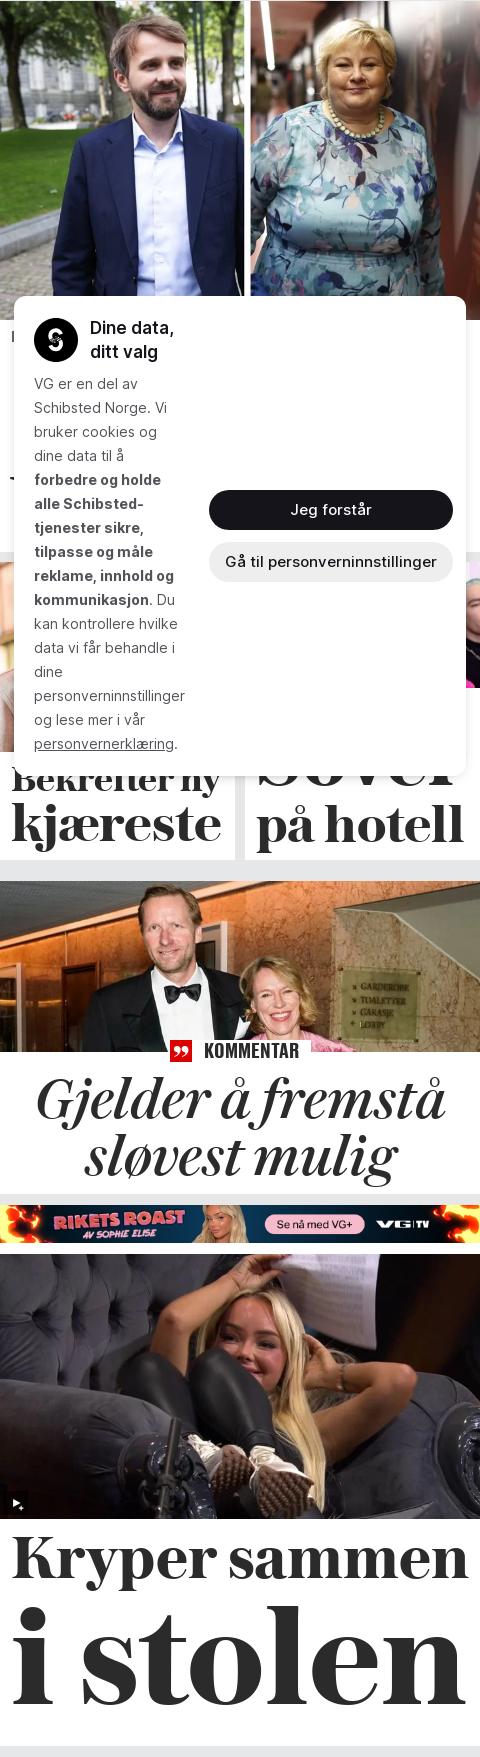 Dine data,
ditt valg
VG er en del av
Schibsted Norge. Vi
bruker cookies og
dine data til å
forbedre og holde
alle Schibsted-
tjenester sikre,
tilpasse og måle
reklame, innhold og
kommunikasjon. Du
kan kontrollere hvilke
data vi får behandle i
dine
personverninnstillinger
og lese mer i vår
personvernerklæring.
Jeg forstår
Gå til personverninnstillinger
Bekrefter ny
kjæreste
Sover
på hotell
GARDEROBE
TOALETTER
GARASJE
LOBBY
KOMMENTAR
Gjelder å fremstå
sløvest mulig
RIKETS ROAST
AV SOPHIE ELISE
Se nå med VG+
VG TV
Kryper sammen
i stolen